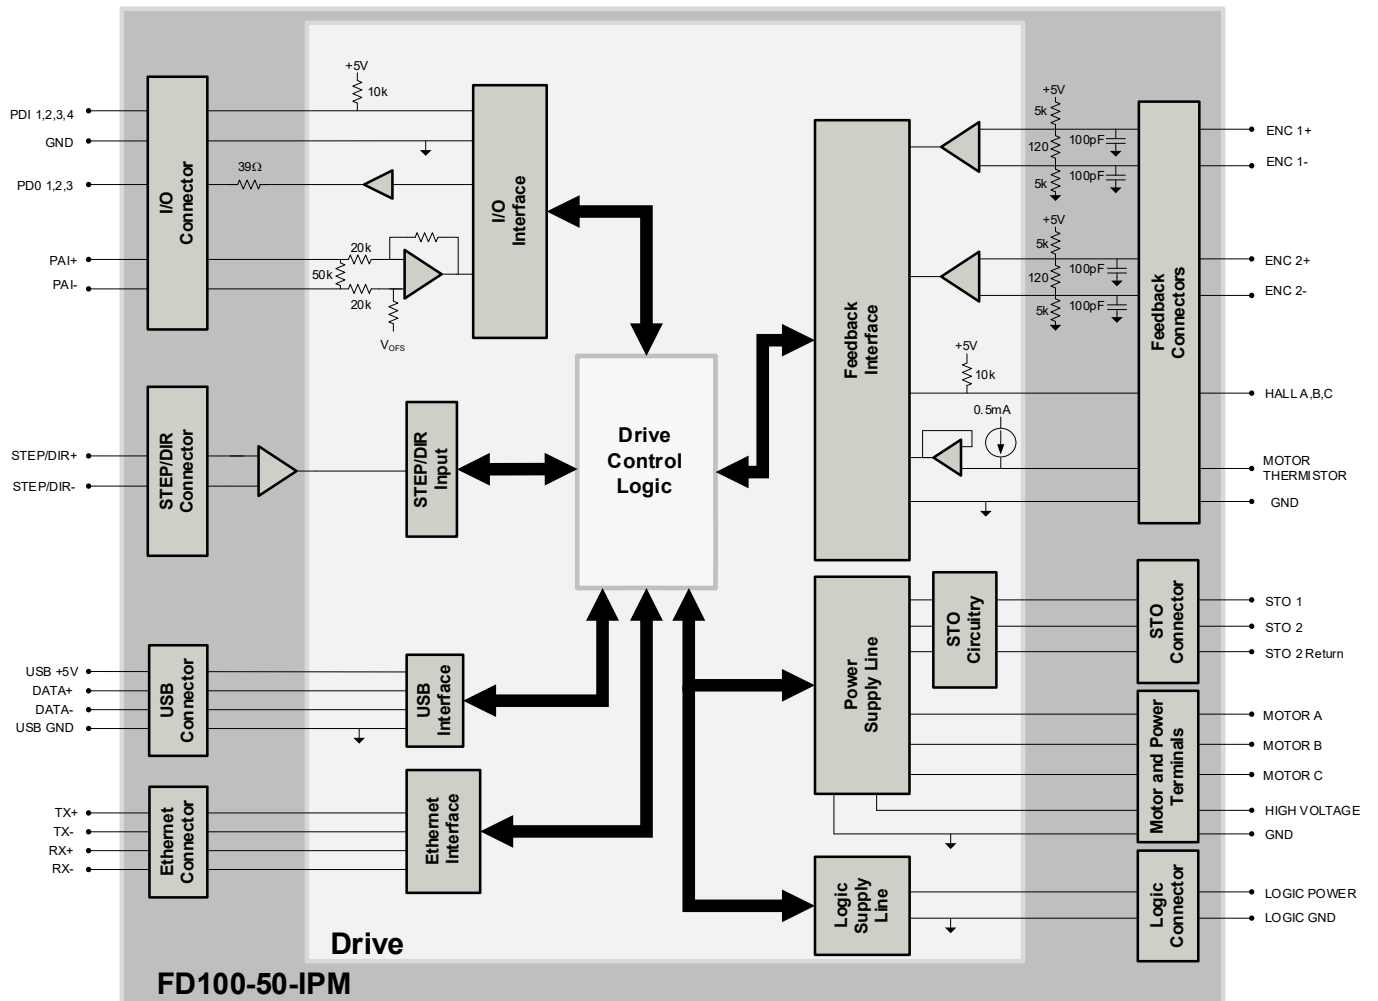 +5V
10k
PDI 1,2,3,4
GND
39Ω
PD0 1,2,3
PAI+
PAI-
20k
50k
20k
VOFS
I/O
Connector
I/O
Interface
STEP/DIR+
STEP/DIR-
STEP/DIR
Connector
STEP/DIR
Input
Drive
Control
Logic
USB +5V
DATA+
DATA-
USB GND
USB
Connector
USB
Interface
TX+
TX-
RX+
RX-
Ethernet
Connector
Ethernet
Interface
Feedback
Interface
+5V
5k
120
5k
100pF
100pF
+5V
5k
120
5k
100pF
100pF
+5V
10k
0.5mA
Feedback
Connectors
ENC 1+
ENC 1-
ENC 2+
ENC 2-
HALL A,B,C
MOTOR
THERMISTOR
GND
Power
Supply Line
STO
Circuitry
STO
Connector
STO 1
STO 2
STO 2 Return
Motor and Power
Terminals
MOTOR A
MOTOR B
MOTOR C
HIGH VOLTAGE
GND
Logic
Supply
Line
Logic
Connector
LOGIC POWER
LOGIC GND
Drive
FD100-50-IPM